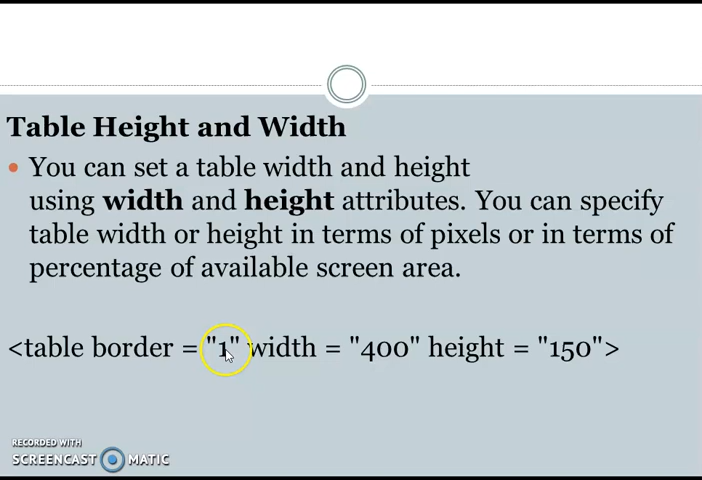 Table Height and Width
You can set a table width and height
using width and height attributes. You can specify
table width or height in terms of pixels or in terms of
percentage of available screen area.
<table border = "1" width = "400" height = "150">
RECORDED WITH
SCREENCAST MATIC